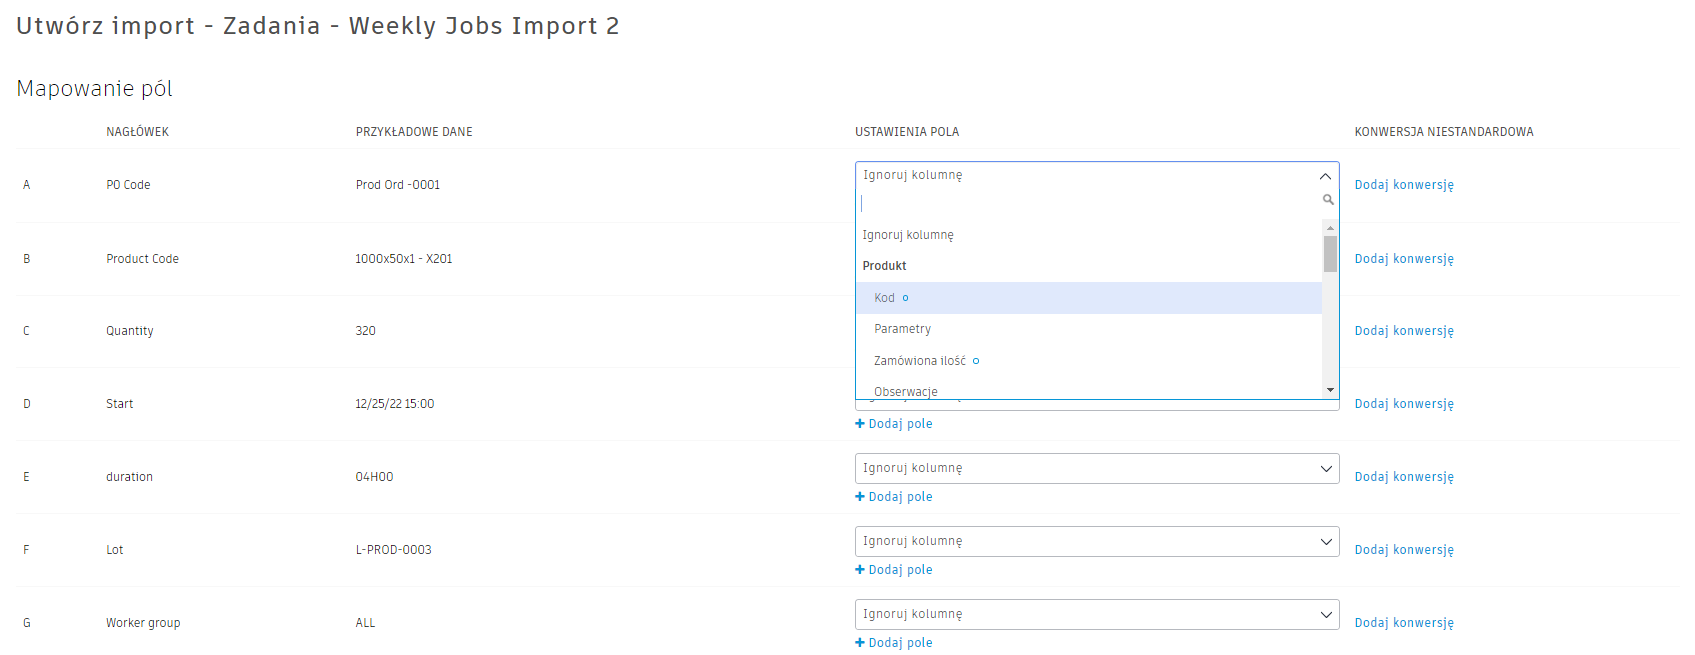 Utwórz import - Zadania - Weekly Jobs Import 2
Mapowanie pól
NAGŁÓWEK PRZYKŁADOWE DANE USTAWIENIA POLA KONWERSJA NIESTANDARDOWA
A PO Code Prod Ord -0001 Ignoruj kolumnę Dodaj konwersję
Ignoruj kolumnę
Produkt
B Product Code 1000x50x1 - X201 Dodaj konwersję
Kod
Parametry
C Quantity 320 Dodaj konwersję
Zamówiona ilość
Obserwacje
D Start 12/25/22 15:00 Dodaj konwersję
+ Dodaj pole
E duration 04H00 Ignoruj kolumnę Dodaj konwersję
+ Dodaj pole
F Lot L-PROD-0003 Ignoruj kolumnę Dodaj konwersję
+ Dodaj pole
G Worker group ALL Ignoruj kolumnę Dodaj konwersję
+ Dodaj pole